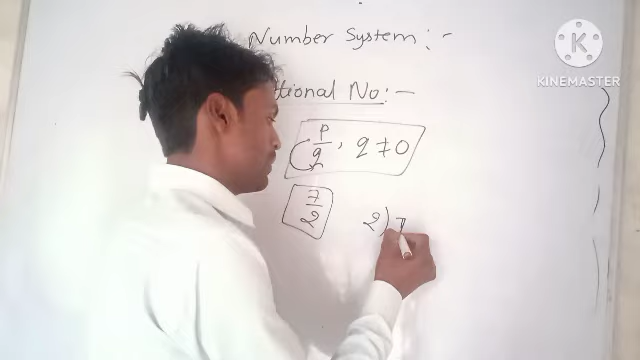 Number System:-
tional No:-
p/q, q ≠ 0
7/2 2)7
K
KINEMASTER